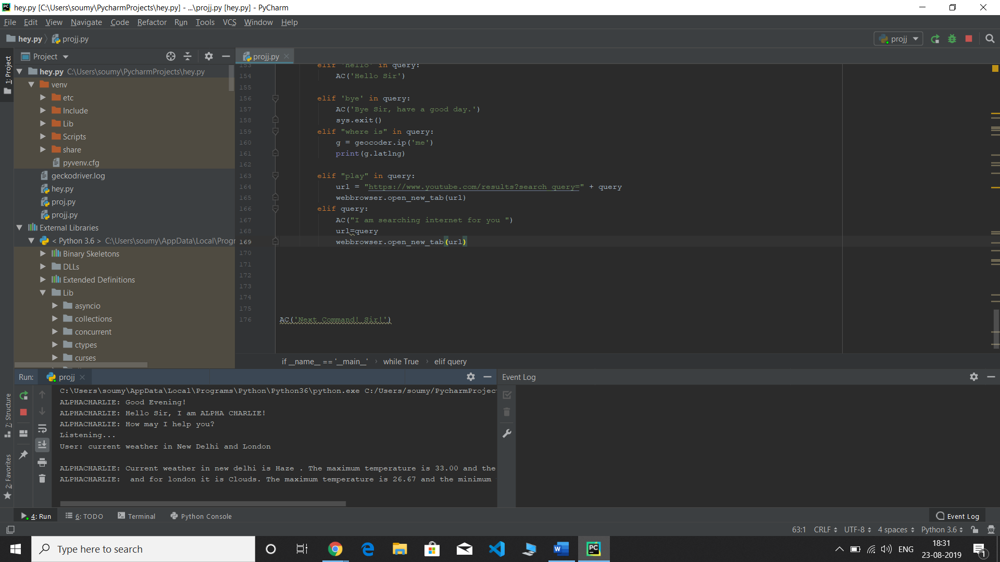 hey.py [C:\Users\soumy\PycharmProjects\hey.py] - ...\projj.py [hey.py] - PyCharm
File Edit View Navigate Code Refactor Run Tools VCS Window Help
hey.py projj.py
projj
Project
projj.py
1: Project
hey.py C:\Users\soumy\PycharmProjects\hey.py
venv
etc
Include
Lib
Scripts
share
pyvenv.cfg
geckodriver.log
hey.py
proj.py
projj.py
External Libraries
< Python 3.6 > C:\Users\soumy\AppData\Local\Progr
Binary Skeletons
DLLs
Extended Definitions
Lib
asyncio
collections
concurrent
ctypes
curses
153 elif 'hello' in query:
154 AC('Hello Sir')
155
156 elif 'bye' in query:
157 AC('Bye Sir, have a good day.')
158 sys.exit()
159 elif "where is" in query:
160 g = geocoder.ip('me')
161 print(g.latlng)
162
163 elif "play" in query:
164 url = "https://www.youtube.com/results?search_query=" + query
165 webbrowser.open_new_tab(url)
166 elif query:
167 AC("I am searching internet for you ")
168 url=query
169 webbrowser.open_new_tab(url)
170
171
172
173
174
175
176 AC('Next Command! Sir!')
if __name__ == '__main__' › while True › elif query
Run: projj
7: Structure
2: Favorites
C:\Users\soumy\AppData\Local\Programs\Python\Python36\python.exe C:/Users/soumy/PycharmProjec
ALPHACHARLIE: Good Evening!
ALPHACHARLIE: Hello Sir, I am ALPHA CHARLIE!
ALPHACHARLIE: How may I help you?
Listening...
User: current weather in New Delhi and London
ALPHACHARLIE: Current weather in new delhi is Haze . The maximum temperature is 33.00 and the
ALPHACHARLIE:  and for london it is Clouds. The maximum temperature is 26.67 and the minimum
Event Log
4: Run 6: TODO Terminal Python Console
Event Log
63:1 CRLF UTF-8 4 spaces Python 3.6
Type here to search
ENG
18:31
23-08-2019
1